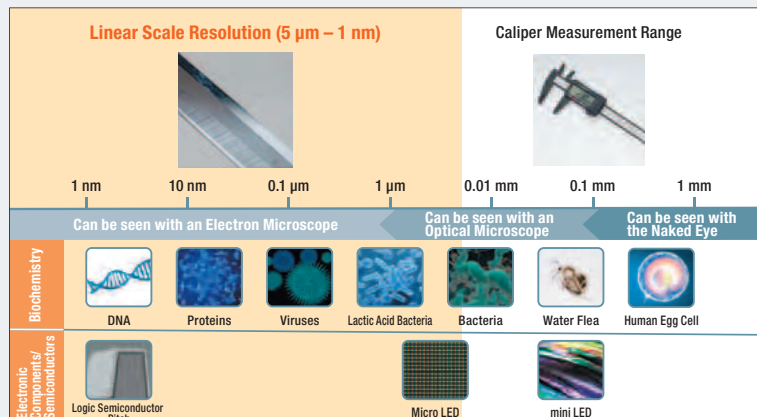 Linear Scale Resolution (5 µm – 1 nm)
Caliper Measurement Range
1 nm
10 nm
0.1 µm
1 µm
0.01 mm
0.1 mm
1 mm
Can be seen with an Electron Microscope
Can be seen with an
Optical Microscope
Can be seen with
the Naked Eye
Biochemistry
DNA
Proteins
Viruses
Lactic Acid Bacteria
Bacteria
Water Flea
Human Egg Cell
Electronic
Components/
Semiconductors
Logic Semiconductor
Pitch
Micro LED
mini LED